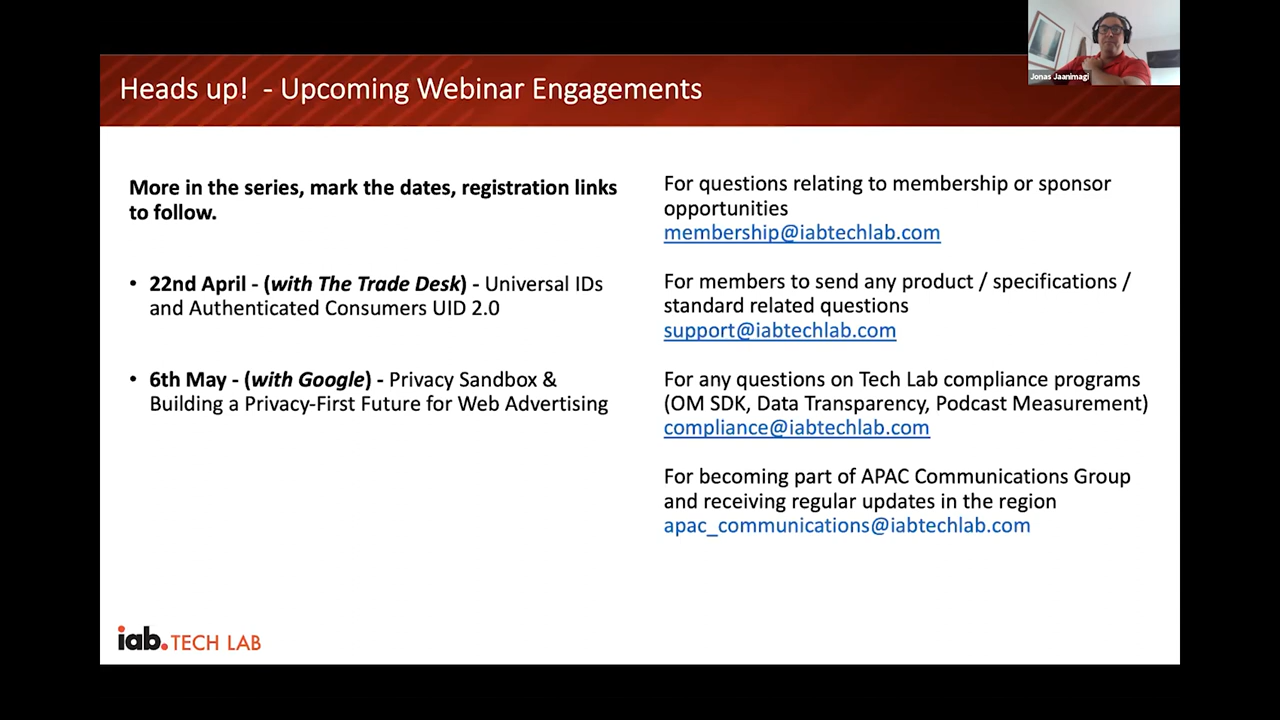 Jonas Jaanimagi
Heads up!  - Upcoming Webinar Engagements
More in the series, mark the dates, registration links
to follow.
• 22nd April - (with The Trade Desk) - Universal IDs
and Authenticated Consumers UID 2.0
• 6th May - (with Google) - Privacy Sandbox &
Building a Privacy-First Future for Web Advertising
For questions relating to membership or sponsor
opportunities
membership@iabtechlab.com
For members to send any product / specifications /
standard related questions
support@iabtechlab.com
For any questions on Tech Lab compliance programs
(OM SDK, Data Transparency, Podcast Measurement)
compliance@iabtechlab.com
For becoming part of APAC Communications Group
and receiving regular updates in the region
apac_communications@iabtechlab.com
iab.TECH LAB